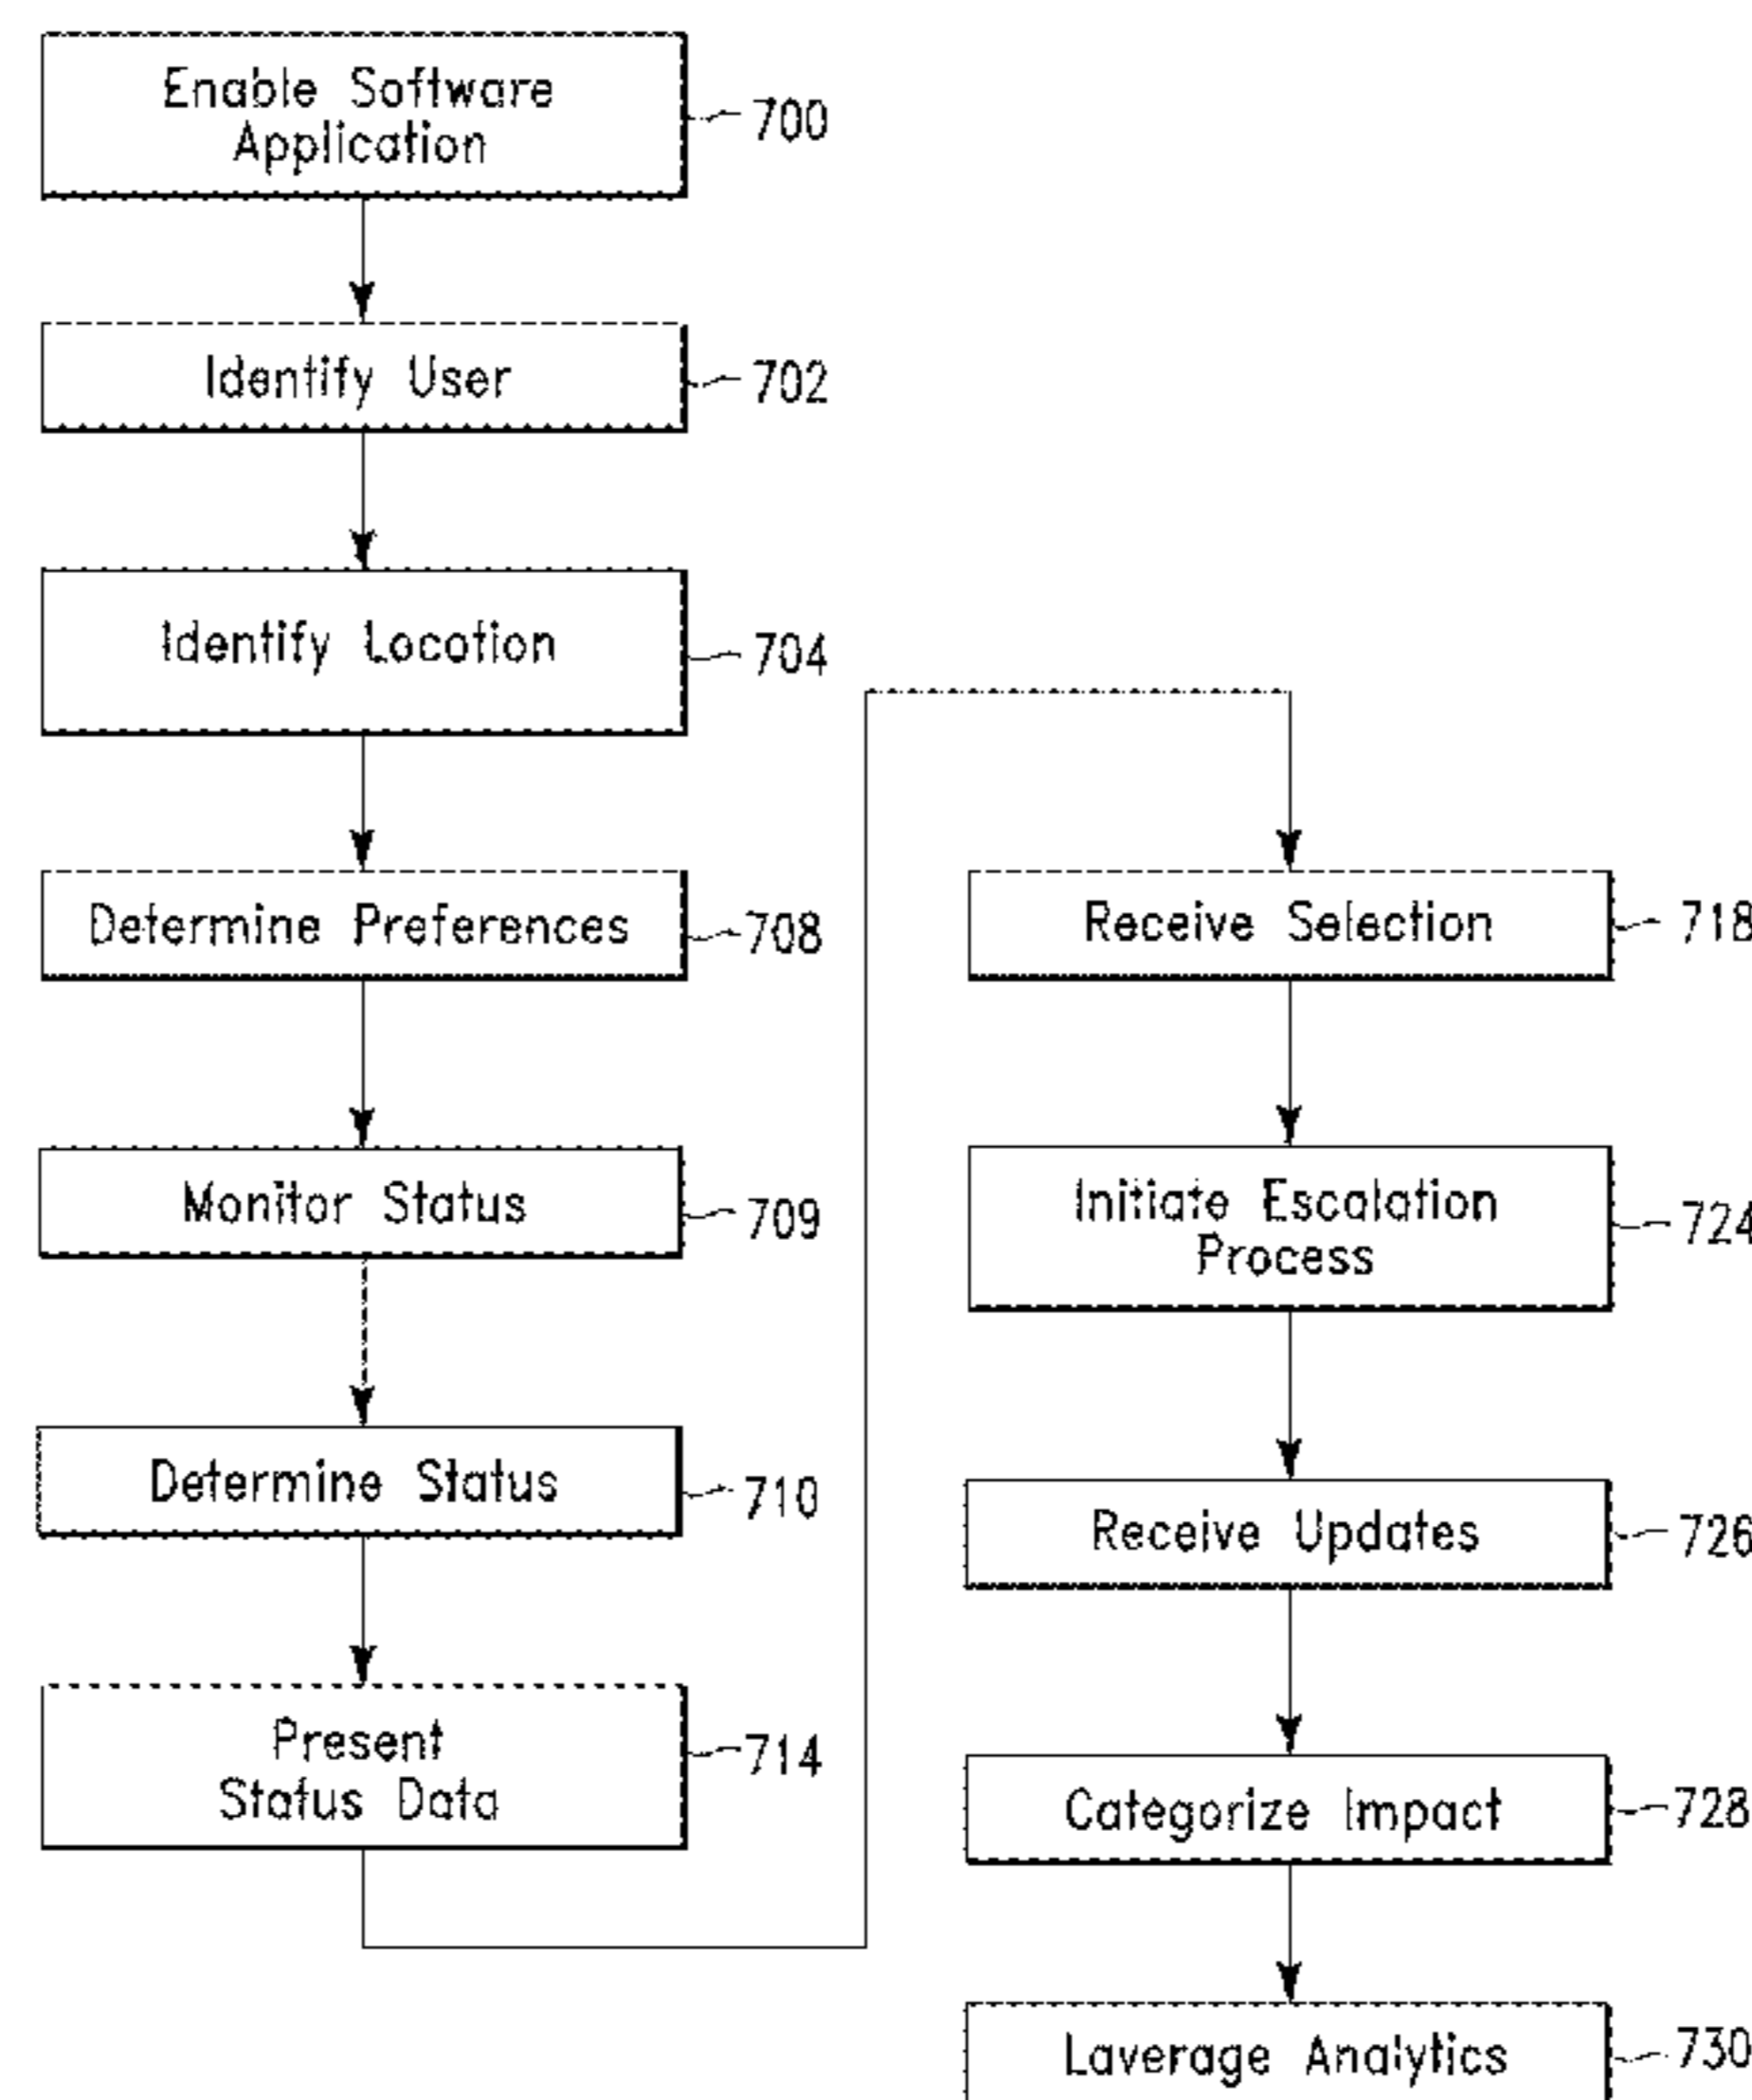 Enable Software
Application
700
Identify User
702
Identify Location
704
Determine Preferences
708
Monitor Status
709
Determine Status
710
Present
Status Data
714
Receive Selection
718
Initiate Escalation
Process
724
Receive Updates
726
Categorize Impact
728
Laverage Analytics
730